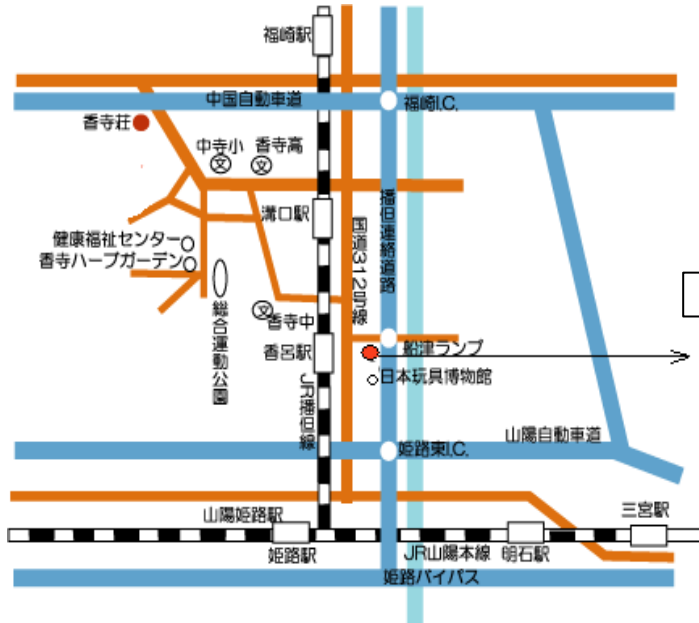 福崎駅
中国自動車道
福崎I.C.
香寺荘
中寺小
香寺高
播但連絡道路
溝口駅
国道312号線
健康福祉センター
香寺ハーブガーデン
総合運動公園
香寺中
香呂駅
船津ランプ
日本玩具博物館
JR播但線
山陽自動車道
姫路東I.C.
山陽姫路駅
三宮駅
姫路駅
JR山陽本線
明石駅
姫路バイパス
文
文
文